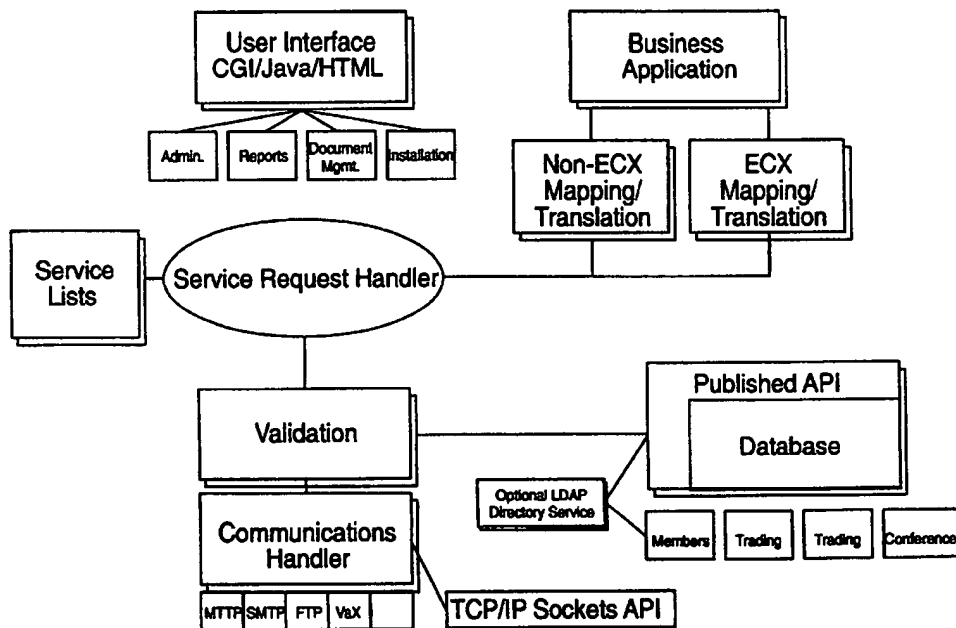 User Interface
CGI/Java/HTML
Business
Application
Admin.
Reports
Document
Mgmt.
Installation
Non-ECX
Mapping/
Translation
ECX
Mapping/
Translation
Service
Lists
Service Request Handler
Published API
Database
Validation
Optional LDAP
Directory Service
Communications
Handler
Members
Trading
Trading
Conference
MTTP
SMTP
FTP
VaX
TCP/IP Sockets API